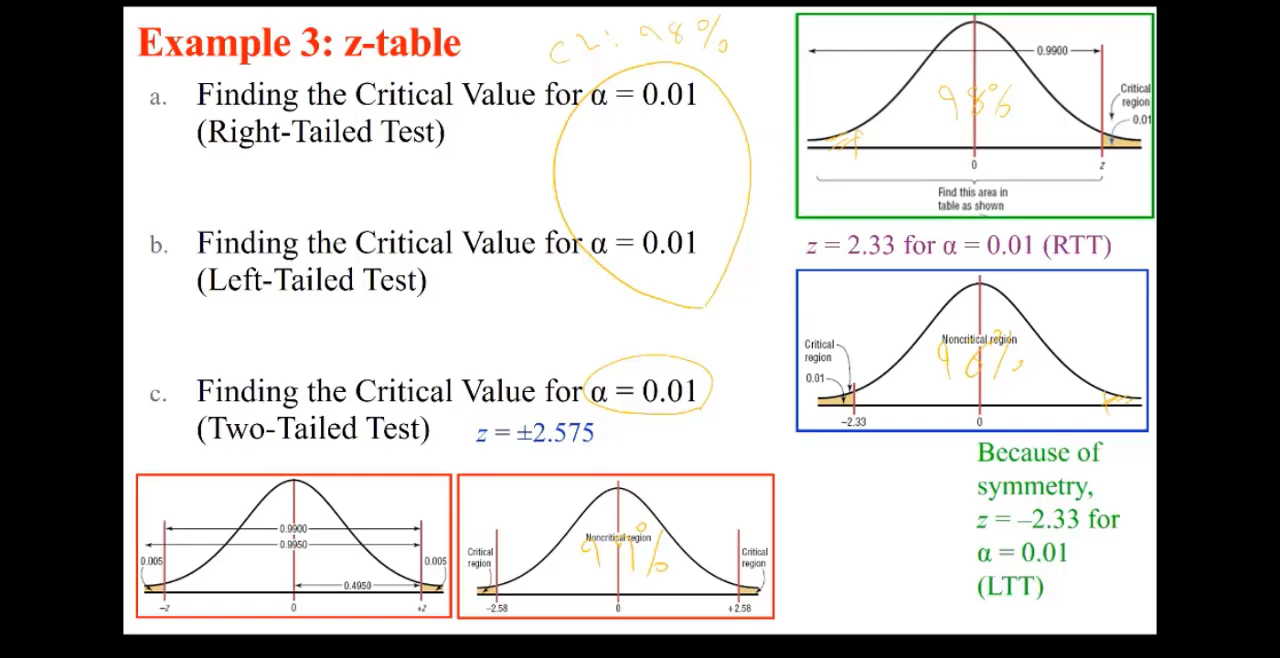 Example 3: z-table
CL: 98%
a. Finding the Critical Value for α = 0.01
(Right-Tailed Test)
0.9900
98%
Critical
region
0.01
0
z
Find this area in
table as shown
z = 2.33 for α = 0.01 (RTT)
b. Finding the Critical Value for α = 0.01
(Left-Tailed Test)
Critical
region
0.01
Noncritical region
98%
-2.33
0
Because of
symmetry,
z = –2.33 for
α = 0.01
(LTT)
c. Finding the Critical Value for α = 0.01
(Two-Tailed Test)
z = ±2.575
0.9900
0.9950
0.005
0.005
0.4950
-z
0
+z
Critical
region
Noncritical region
99%
Critical
region
-2.58
0
+2.58